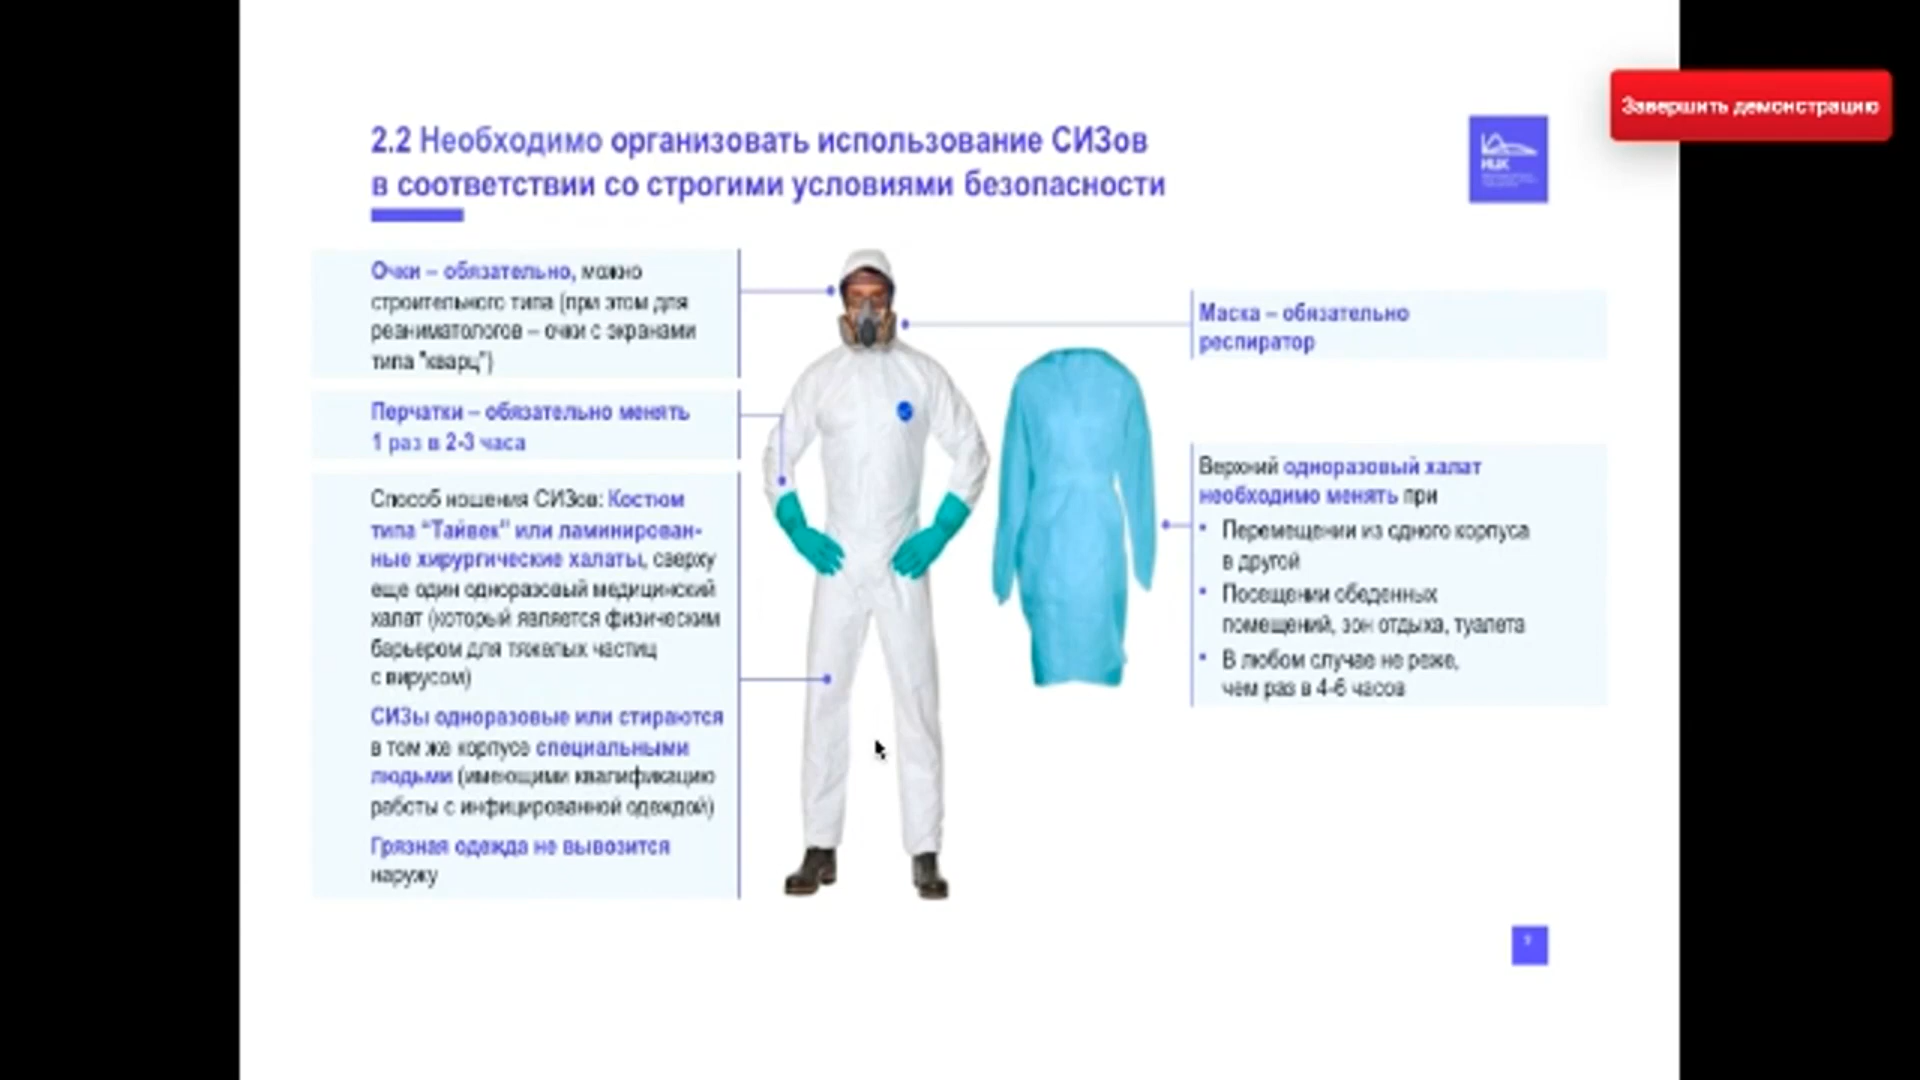 Завершить демонстрацию
2.2 Необходимо организовать использование СИЗов
в соответствии со строгими условиями безопасности
ИЦК
Очки – обязательно, можно
строительного типа (при этом для
реаниматологов – очки с экранами
типа "кварц")
Перчатки – обязательно менять
1 раз в 2-3 часа
Способ ношения СИЗов: Костюм
типа "Тайвек" или ламинирован-
ные хирургические халаты, сверху
еще один одноразовый медицинский
халат (который является физическим
барьером для тяжелых частиц
с вирусом)
СИЗы одноразовые или стираются
в том же корпусе специальными
людьми (имеющими квалификацию
работы с инфицированной одеждой)
Грязная одежда не вывозится
наружу
Маска – обязательно
респиратор
Верхний одноразовый халат
необходимо менять при
• Перемещении из одного корпуса
в другой
• Посещении обеденных
помещений, зон отдыха, туалета
• В любом случае не реже,
чем раз в 4-6 часов